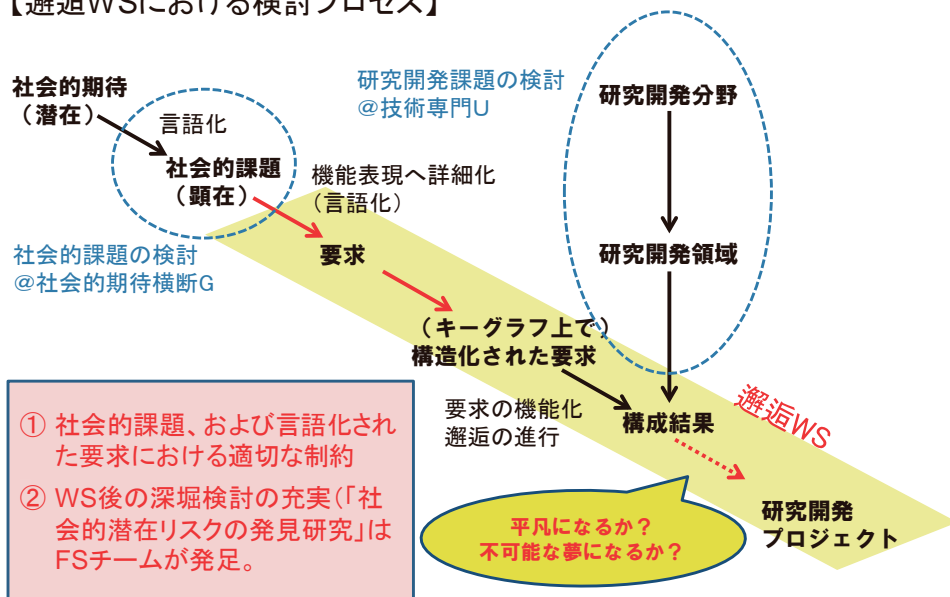 【邂逅WSにおける検討プロセス】
社会的期待
（潜在）
言語化
社会的課題
（顕在）
社会的課題の検討
@社会的期待横断G
研究開発課題の検討
@技術専門U
機能表現へ詳細化
（言語化）
要求
（キーグラフ上で）
構造化された要求
要求の機能化
邂逅の進行
研究開発分野
研究開発領域
構成結果
邂逅WS
研究開発
プロジェクト
① 社会的課題、および言語化され
た要求における適切な制約
② WS後の深堀検討の充実（「社
会的潜在リスクの発見研究」は
FSチームが発足。
平凡になるか？
不可能な夢になるか？